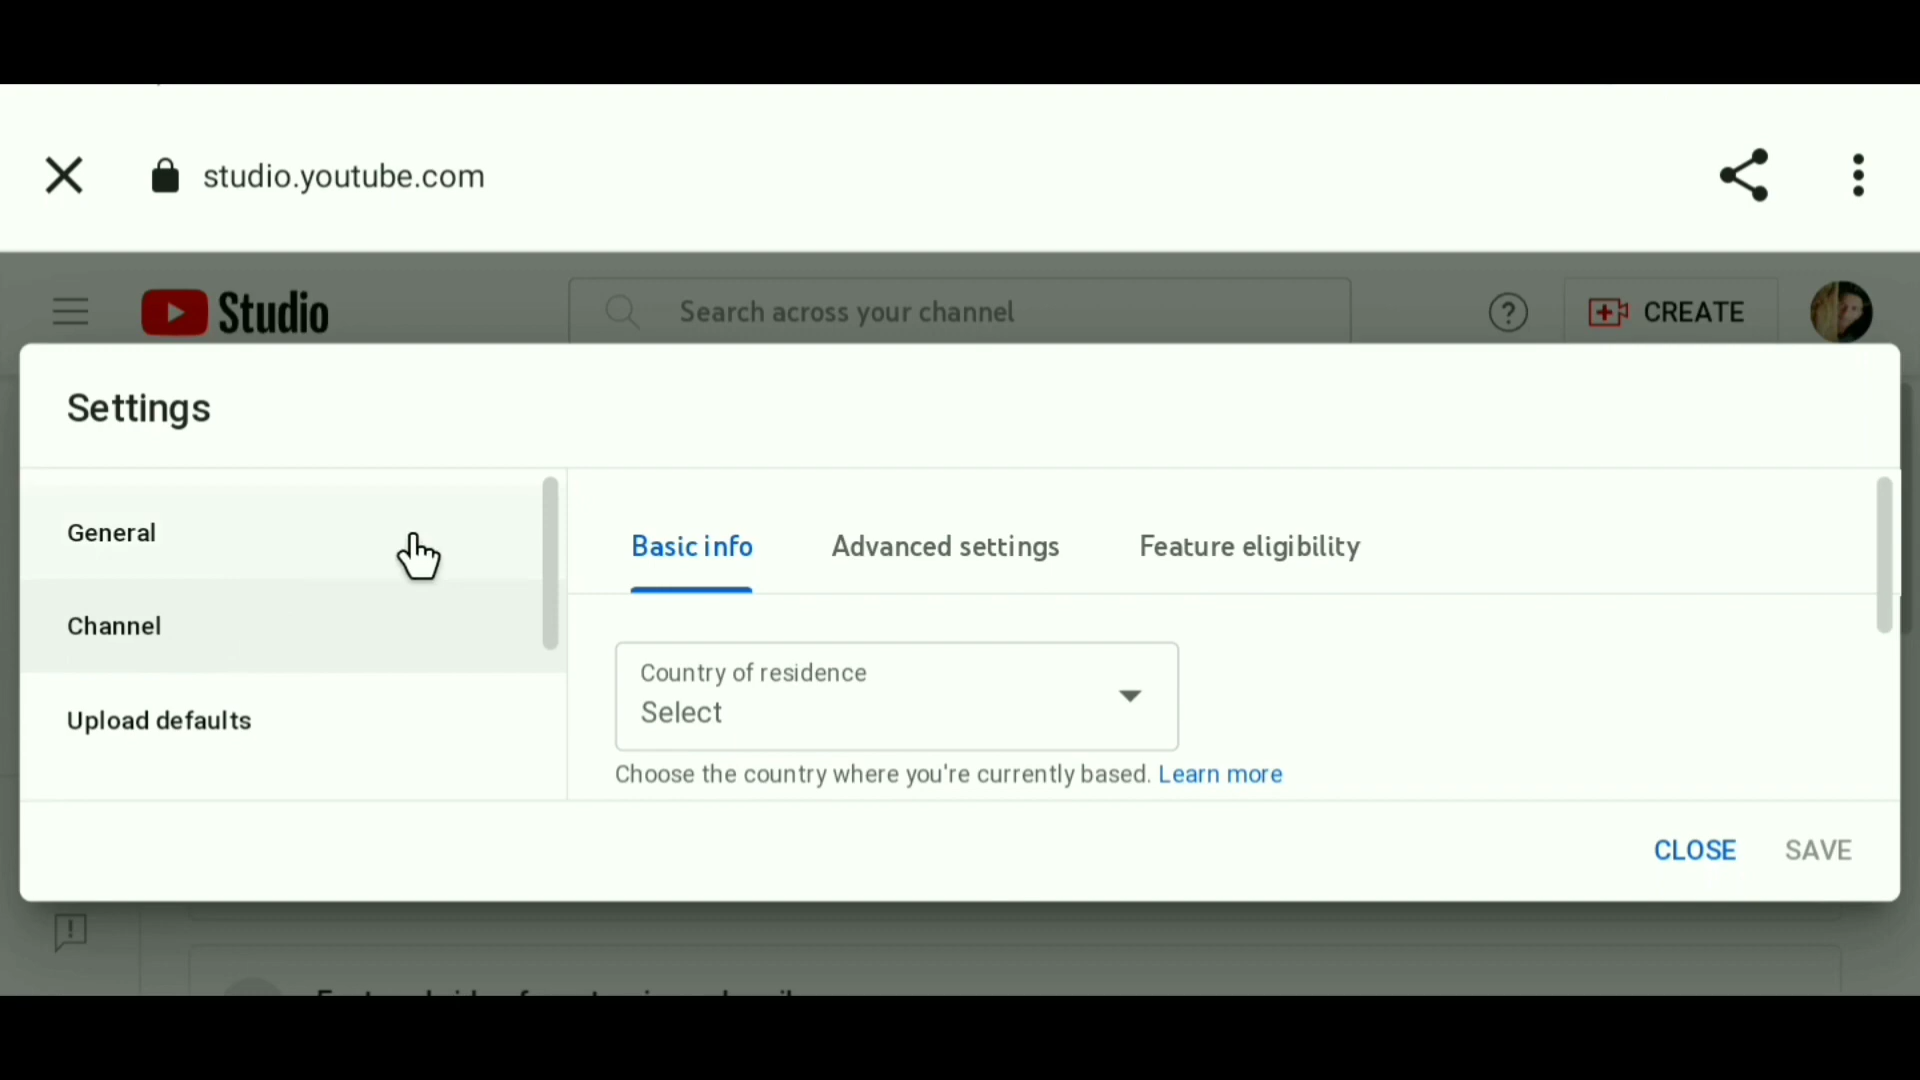 studio.youtube.com
Studio
Search across your channel
CREATE
Settings
General
Channel
Upload defaults
Basic info
Advanced settings
Feature eligibility
Country of residence
Select
Choose the country where you're currently based. Learn more
CLOSE
SAVE